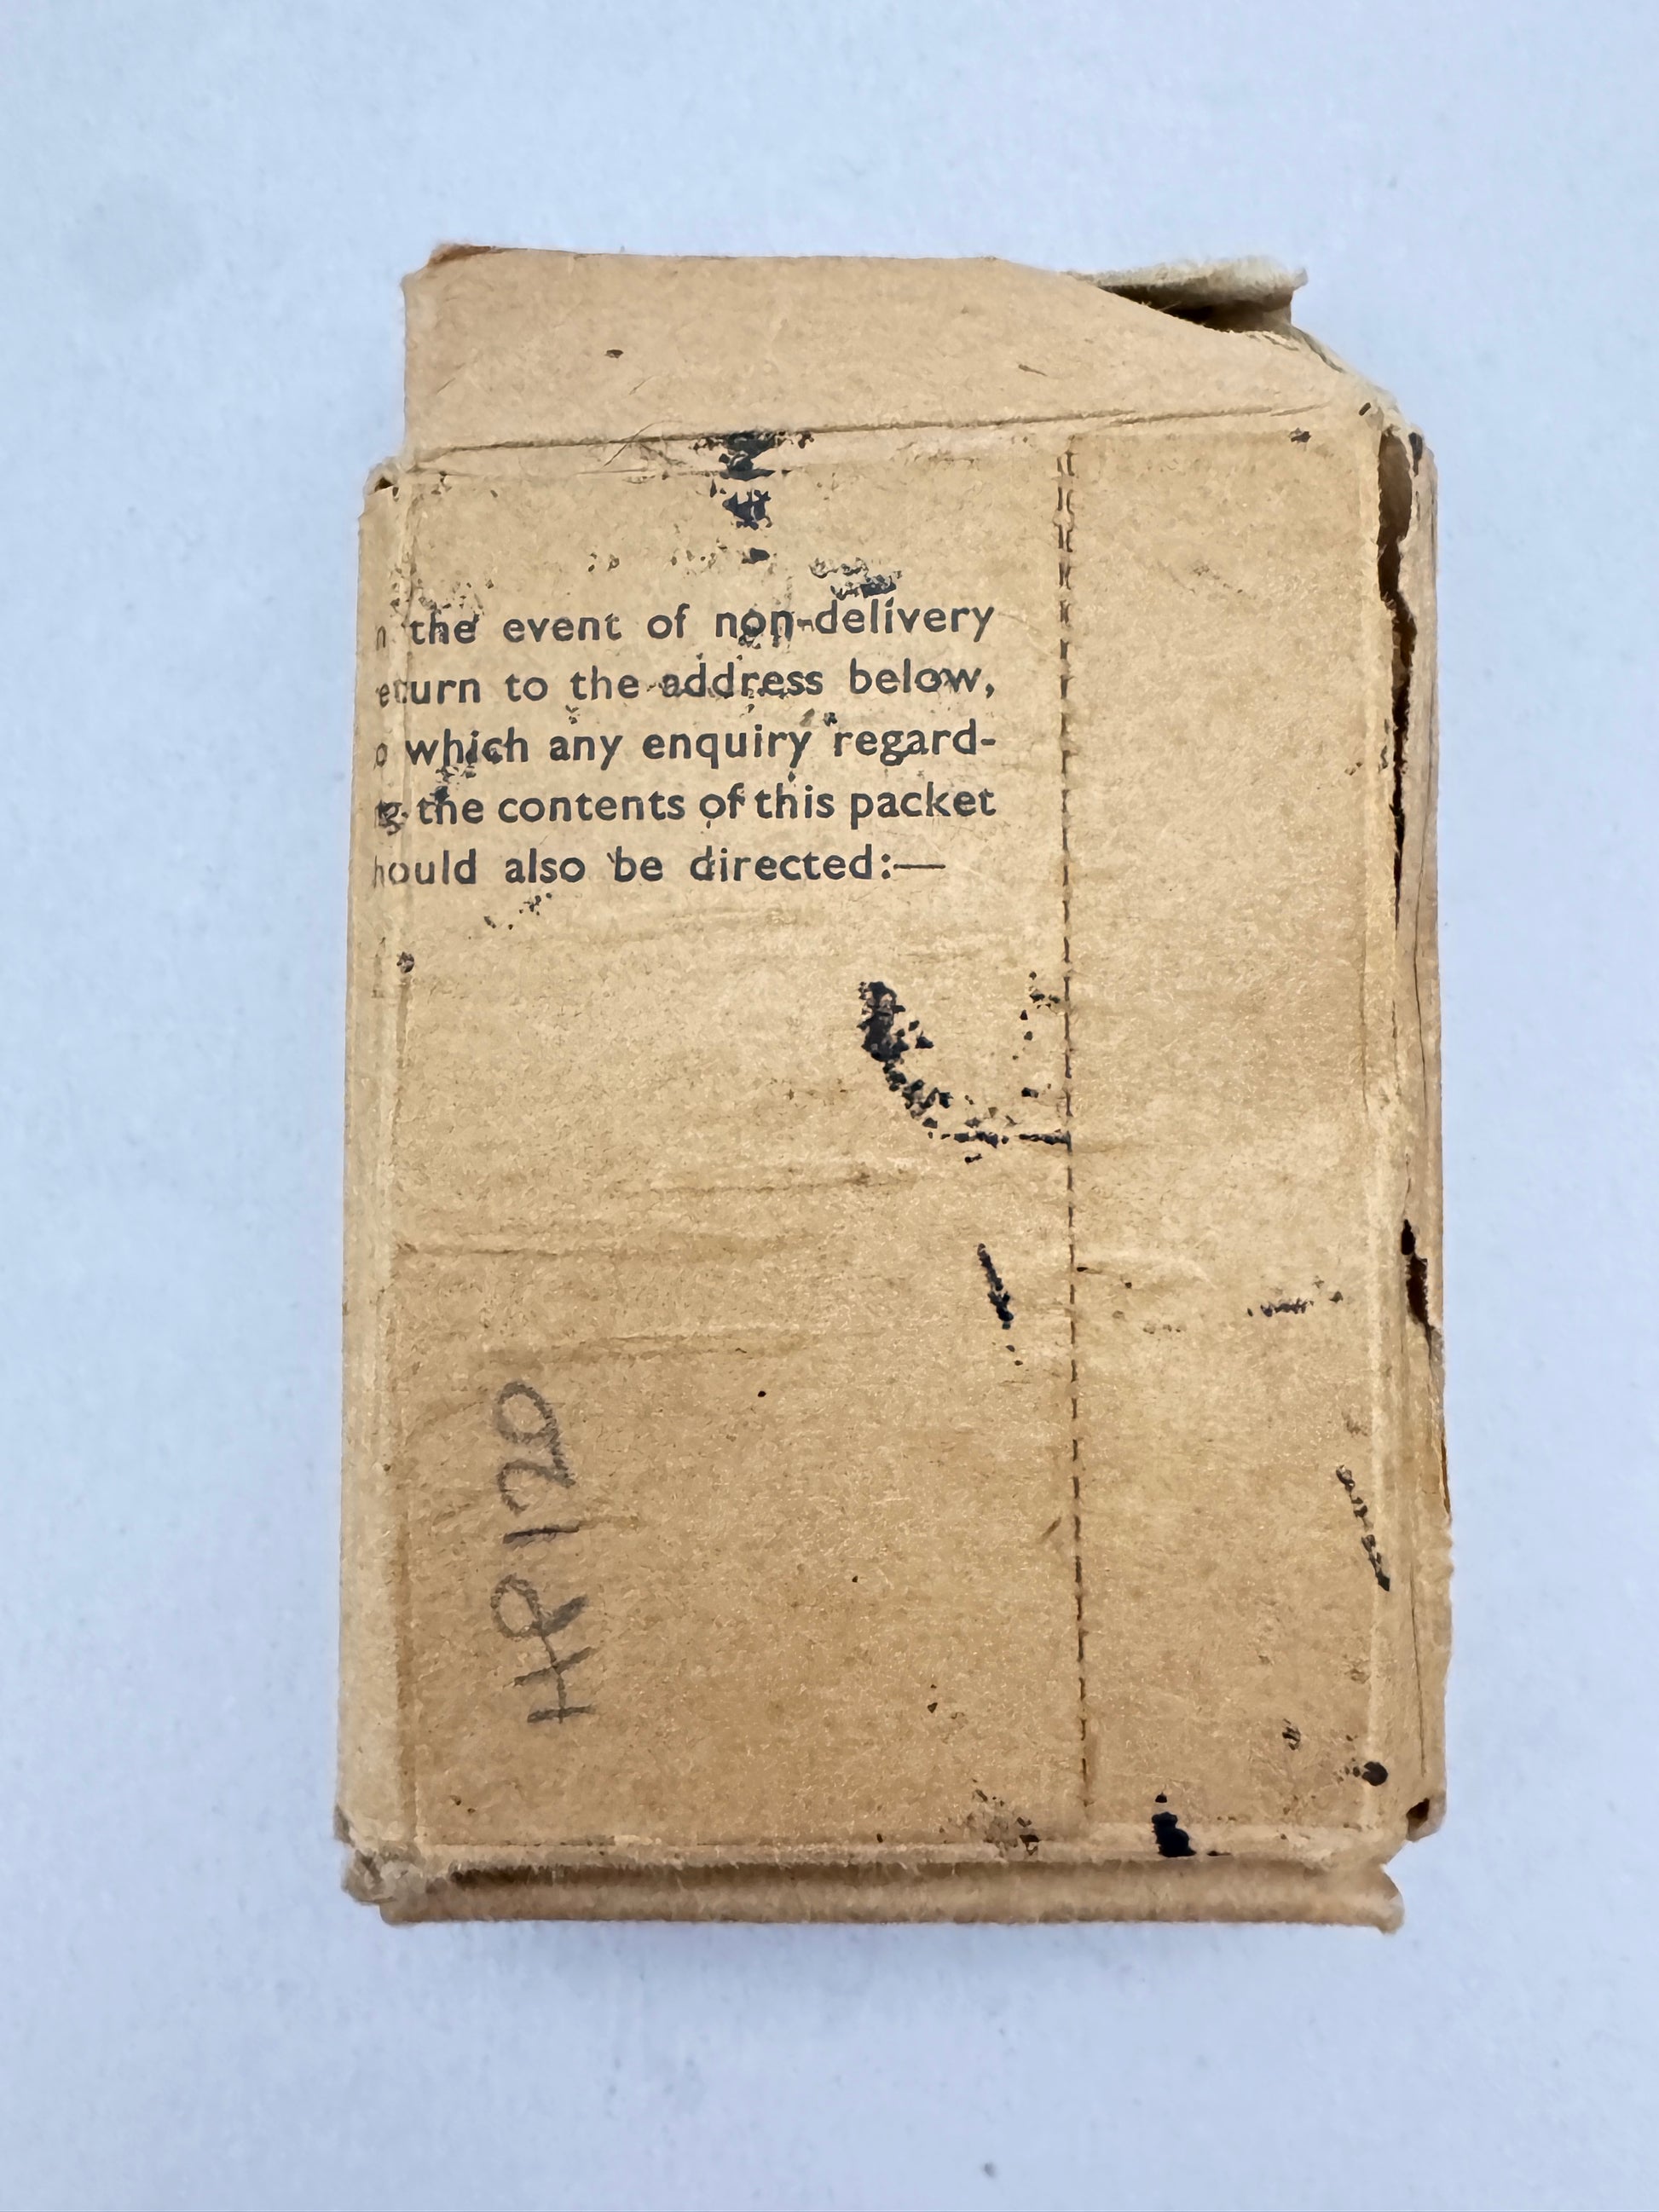 n the event of non-delivery
eturn to the address below,
o which any enquiry regard-
g the contents of this packet
hould also be directed:—
HP120